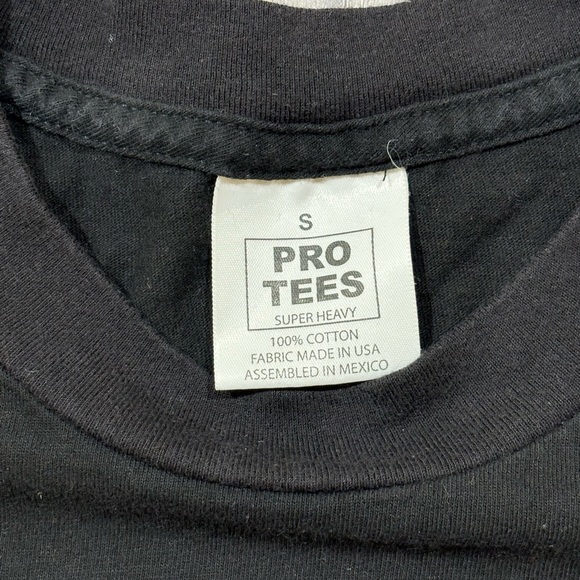 S
PRO
TEES
SUPER HEAVY
100% COTTON
FABRIC MADE IN USA
ASSEMBLED IN MEXICO